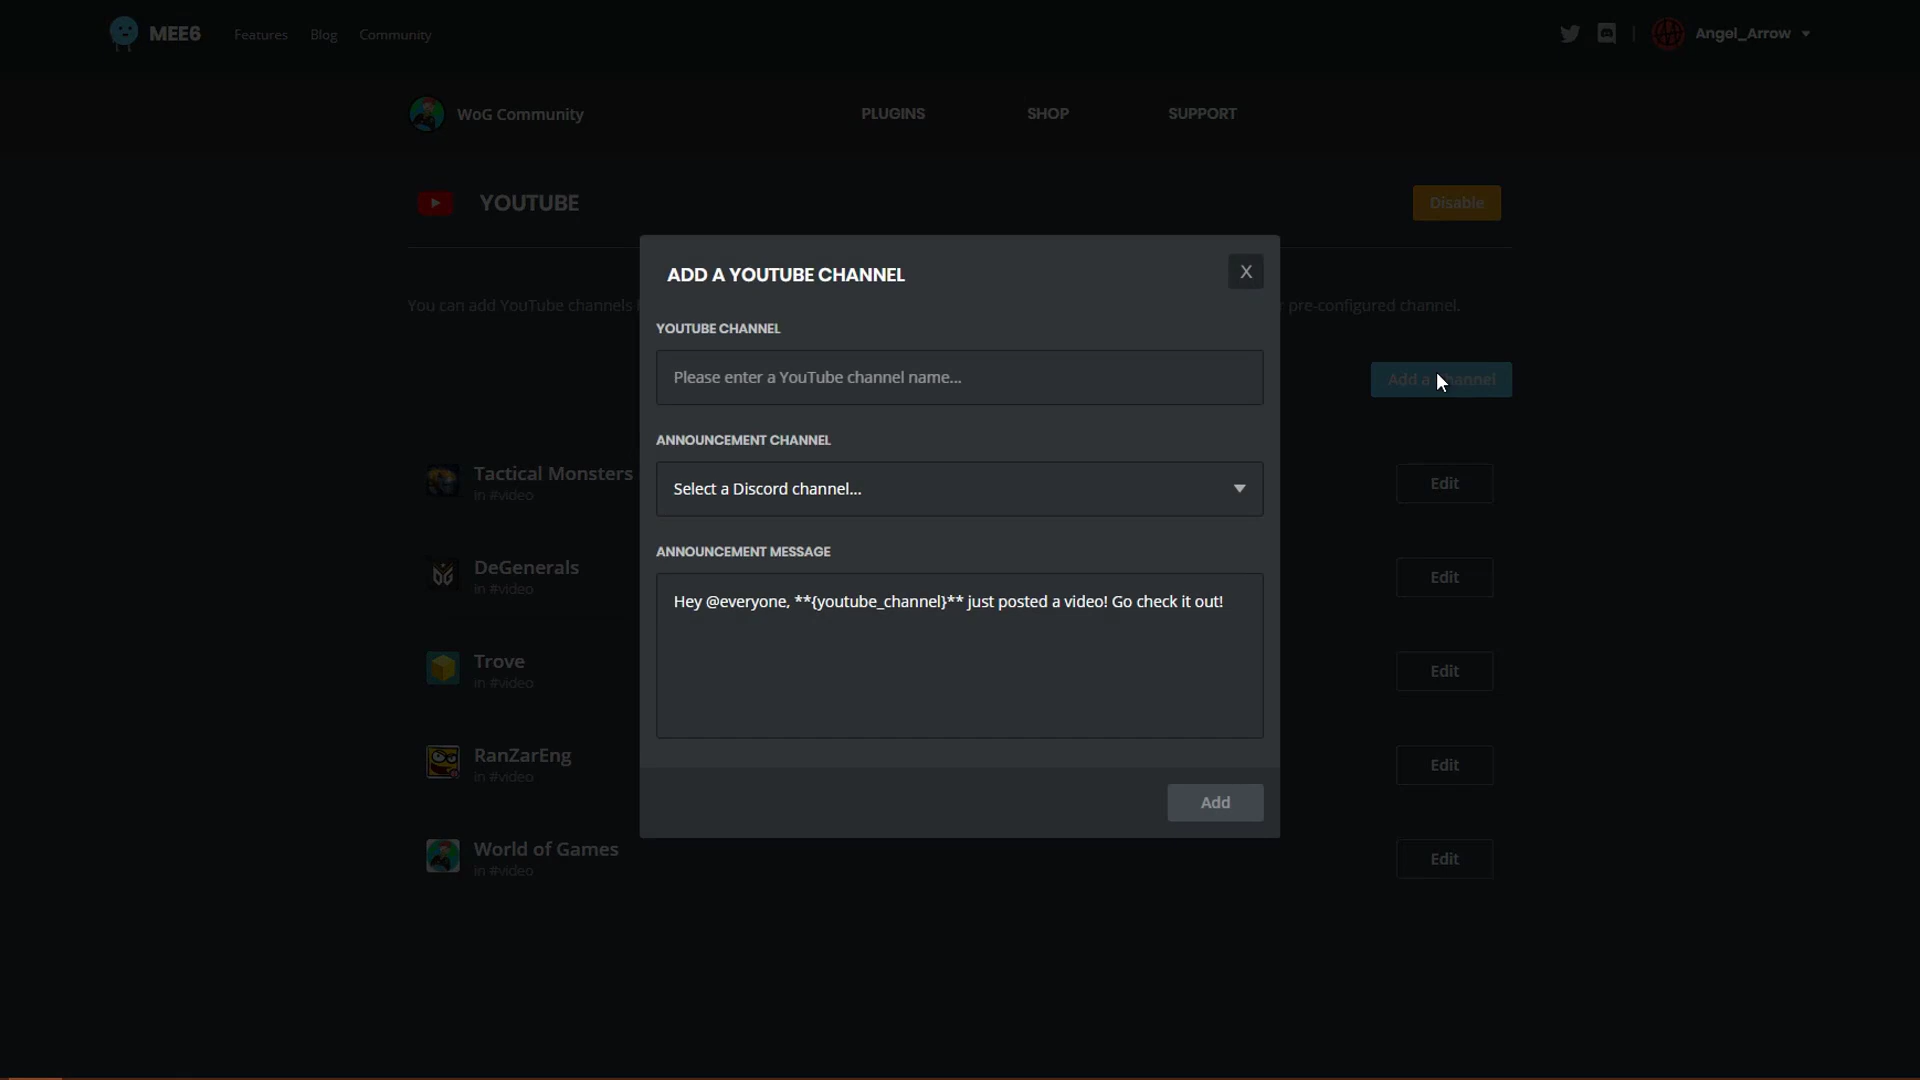 MEE6
Features
Blog
Community
Angel_Arrow
WoG Community
PLUGINS
SHOP
SUPPORT
YOUTUBE
Disable
ADD A YOUTUBE CHANNEL
X
You can add YouTube channels
pre-configured channel.
YOUTUBE CHANNEL
Please enter a YouTube channel name...
Add a Channel
ANNOUNCEMENT CHANNEL
Select a Discord channel...
Tactical Monsters
in #video
Edit
ANNOUNCEMENT MESSAGE
Hey @everyone, **{youtube_channel}** just posted a video! Go check it out!
DeGenerals
in #video
Edit
Trove
in #video
Edit
RanZarEng
in #video
Edit
Add
World of Games
in #video
Edit